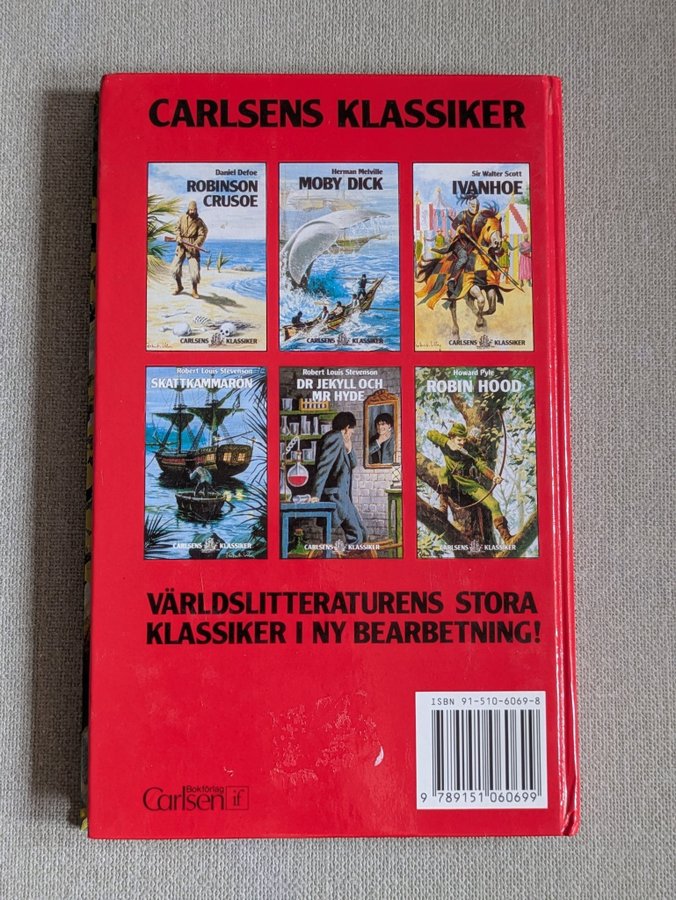 CARLSENS KLASSIKER
Daniel Defoe
ROBINSON
CRUSOE
CARLSENS KLASSIKER
Herman Melville
MOBY DICK
CARLSENS KLASSIKER
Sir Walter Scott
IVANHOE
CARLSENS KLASSIKER
Robert Louis Stevenson
SKATTKAMMARÖN
CARLSENS KLASSIKER
Robert Louis Stevenson
DR JEKYLL OCH
MR HYDE
CARLSENS KLASSIKER
Howard Pyle
ROBIN HOOD
CARLSENS KLASSIKER
VÄRLDSLITTERATURENS STORA
KLASSIKER I NY BEARBETNING!
ISBN 91-510-6069-8
9 789151 060699
Bokförlag
Carlsen if